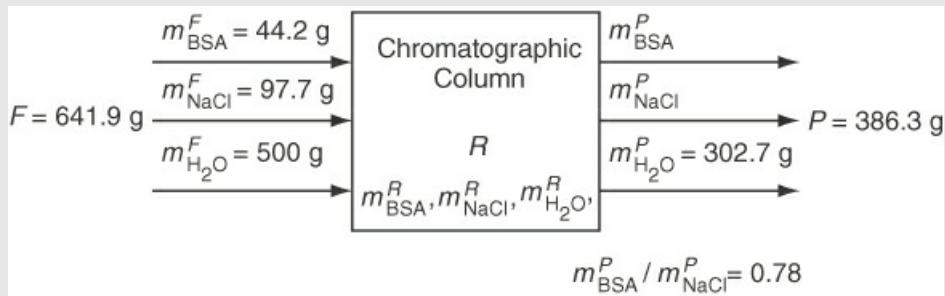 m^F_BSA = 44.2 g
m^F_NaCl = 97.7 g
F = 641.9 g
m^F_H₂O = 500 g
Chromatographic
Column
R
m^R_BSA, m^R_NaCl, m^R_H₂O,
m^P_BSA
m^P_NaCl
P = 386.3 g
m^P_H₂O = 302.7 g
m^P_BSA / m^P_NaCl = 0.78